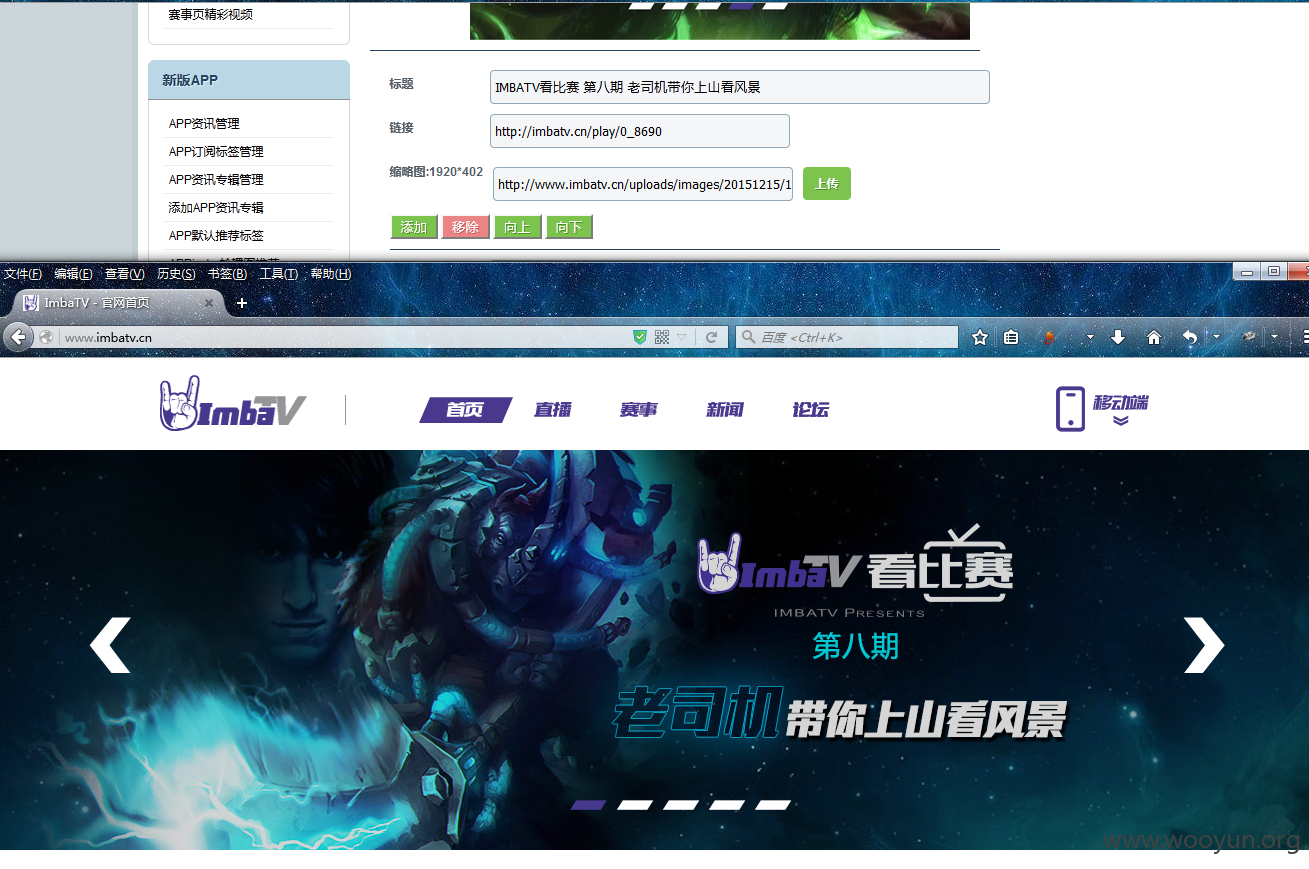 赛事页精彩视频
新版APP
APP资讯管理
APP订阅标签管理
APP资讯专辑管理
添加APP资讯专辑
APP默认推荐标签
标题
IMBATV看比赛 第八期 老司机带你上山看风景
链接
http://imbatv.cn/play/0_8690
缩略图:1920*402
http://www.imbatv.cn/uploads/images/20151215/1
上传
添加 移除 向上 向下
文件(F) 编辑(E) 查看(V) 历史(S) 书签(B) 工具(T) 帮助(H)
ImbaTV - 官网首页
www.imbatv.cn
百度 <Ctrl+K>
ImbaTV
首页 直播 赛事 新闻 论坛
移动端
ImbaTV 看比赛
IMBATV PRESENTS
第八期
老司机带你上山看风景
www.wooyun.org